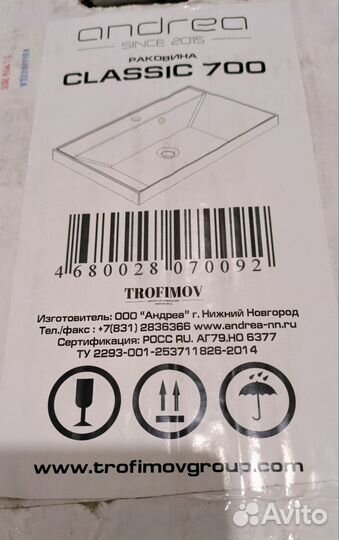 andrea
SINCE 2015
РАКОВИНА
CLASSIC 700
4 680028 070092
TROFIMOV
Изготовитель: ООО "Андреа" г. Нижний Новгород
Тел./факс : +7(831) 2836366 www.andrea-nn.ru
Сертификация: РОСС RU. АГ79.НО 6377
ТУ 2293-001-253711826-2014
www.trofimovgroup.com
Avito